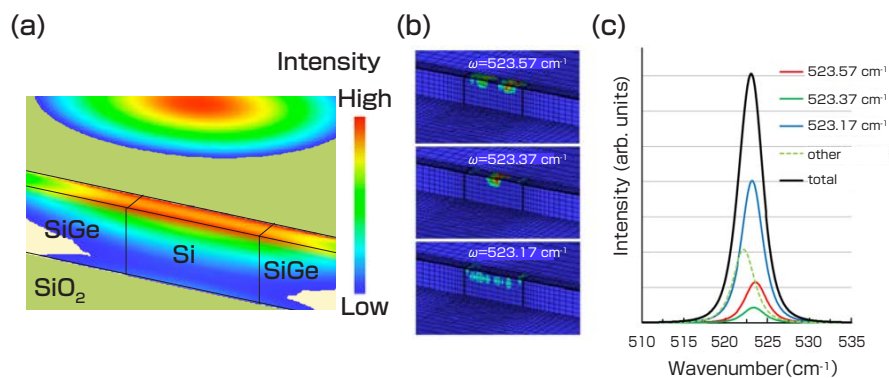 (a)
Intensity
High
Low
SiGe
Si
SiGe
SiO₂
(b)
ω=523.57 cm⁻¹
ω=523.37 cm⁻¹
ω=523.17 cm⁻¹
(c)
Intensity (arb. units)
523.57 cm⁻¹
523.37 cm⁻¹
523.17 cm⁻¹
other
total
510 515 520 525 530 535
Wavenumber(cm⁻¹)